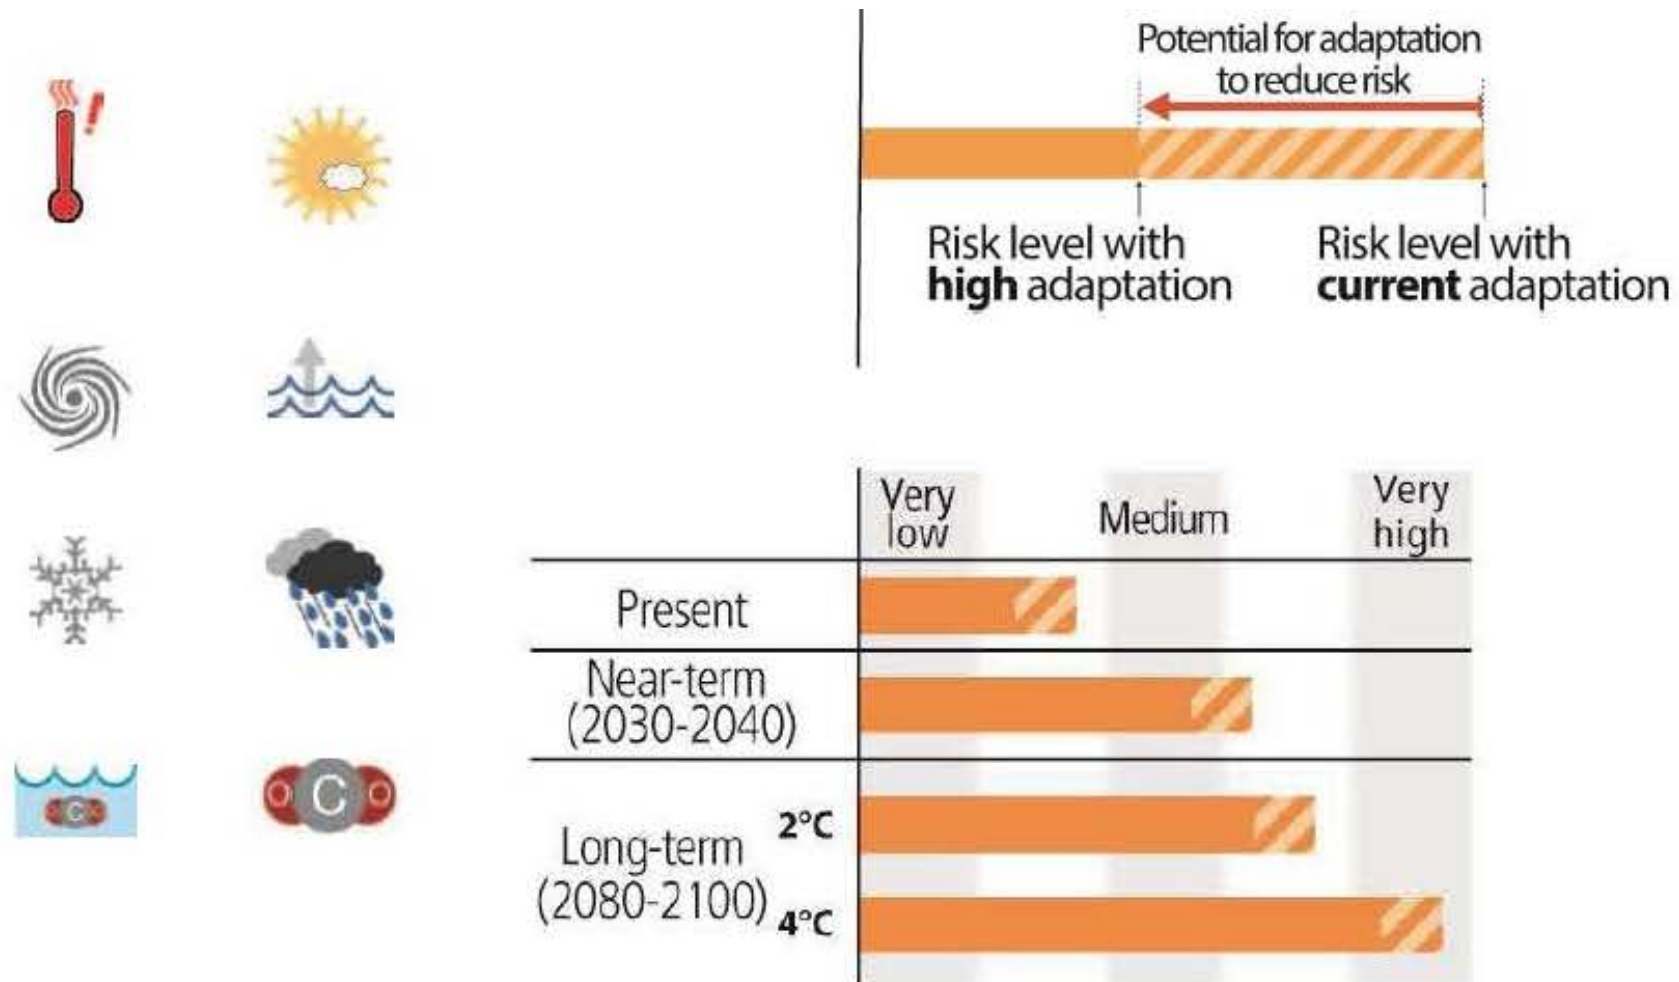 Potential for adaptation
to reduce risk
Risk level with
high adaptation
Risk level with
current adaptation
Very
low
Medium
Very
high
Present
Near-term
(2030-2040)
Long-term
(2080-2100)
2°C
4°C
C
O C O